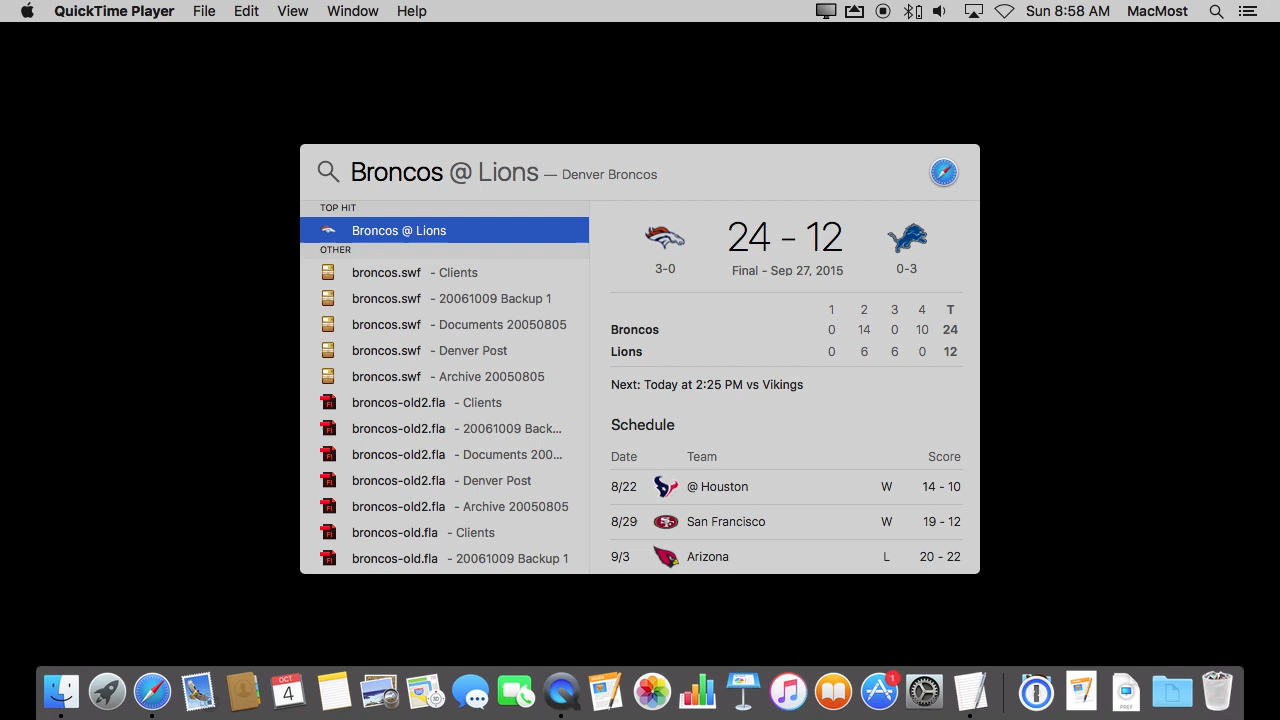 QuickTime Player File Edit View Window Help Sun 8:58 AM MacMost
Broncos @ Lions — Denver Broncos
TOP HIT
Broncos @ Lions
OTHER
broncos.swf - Clients
broncos.swf - 20061009 Backup 1
broncos.swf - Documents 20050805
broncos.swf - Denver Post
broncos.swf - Archive 20050805
broncos-old2.fla - Clients
broncos-old2.fla - 20061009 Back...
broncos-old2.fla - Documents 200...
broncos-old2.fla - Denver Post
broncos-old2.fla - Archive 20050805
broncos-old.fla - Clients
broncos-old.fla - 20061009 Backup 1
24 - 12
3-0 Final - Sep 27, 2015 0-3
1 2 3 4 T
Broncos 0 14 0 10 24
Lions 0 6 6 0 12
Next: Today at 2:25 PM vs Vikings
Schedule
Date Team Score
8/22 @ Houston W 14 - 10
8/29 San Francisco W 19 - 12
9/3 Arizona L 20 - 22
OCT
4
1